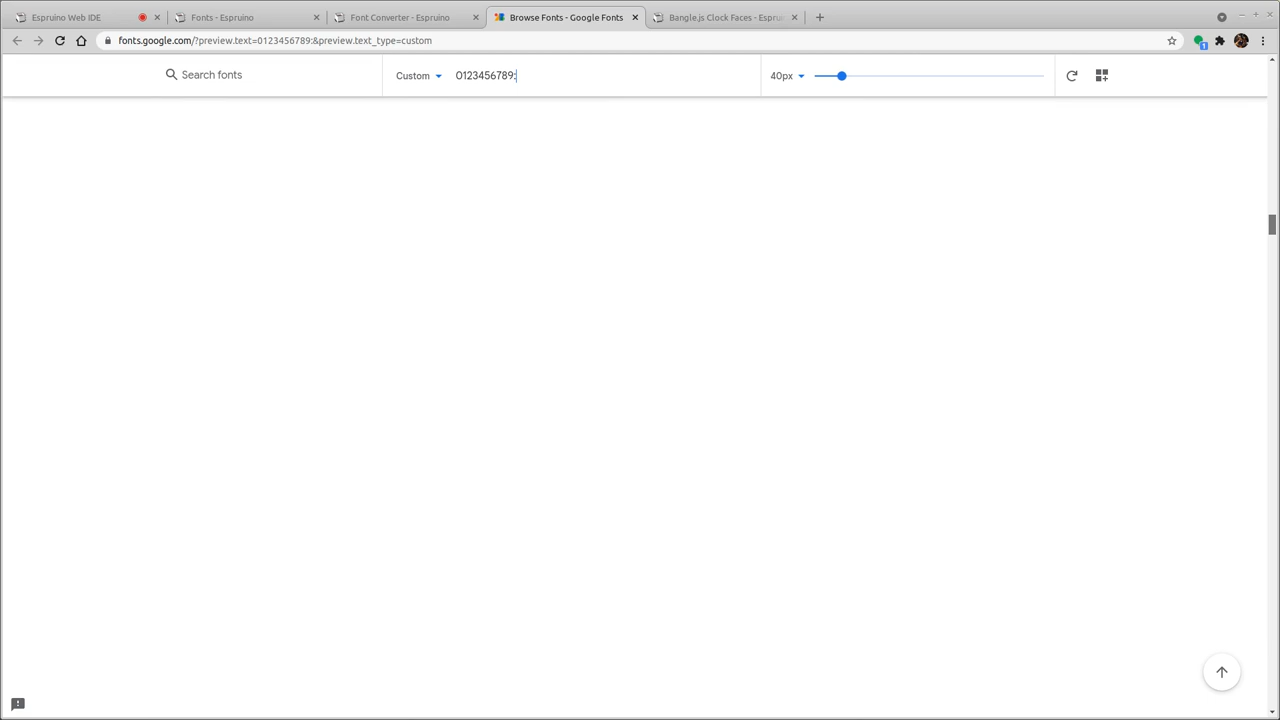 Espruino Web IDE
Fonts - Espruino
Font Converter - Espruino
Browse Fonts - Google Fonts
Bangle.js Clock Faces - Esprui
fonts.google.com/?preview.text=0123456789:&preview.text_type=custom
1
Search fonts
Custom
0123456789:
40px